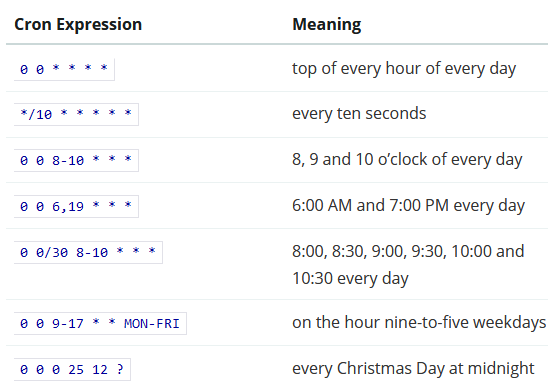 Cron Expression Meaning
0 0 * * * * top of every hour of every day
*/10 * * * * * every ten seconds
0 0 8-10 * * * 8, 9 and 10 o’clock of every day
0 0 6,19 * * * 6:00 AM and 7:00 PM every day
0 0/30 8-10 * * * 8:00, 8:30, 9:00, 9:30, 10:00 and
10:30 every day
0 0 9-17 * * MON-FRI on the hour nine-to-five weekdays
0 0 0 25 12 ? every Christmas Day at midnight